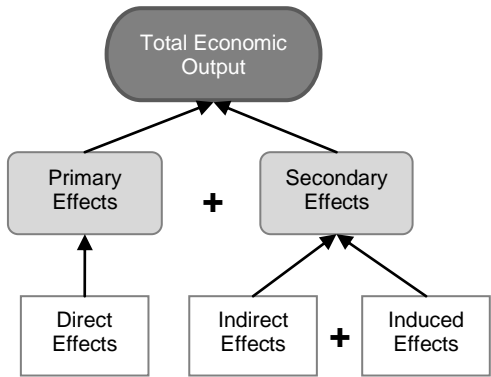 Total Economic
Output
Primary
Effects
+
Secondary
Effects
Direct
Effects
Indirect
Effects
+
Induced
Effects